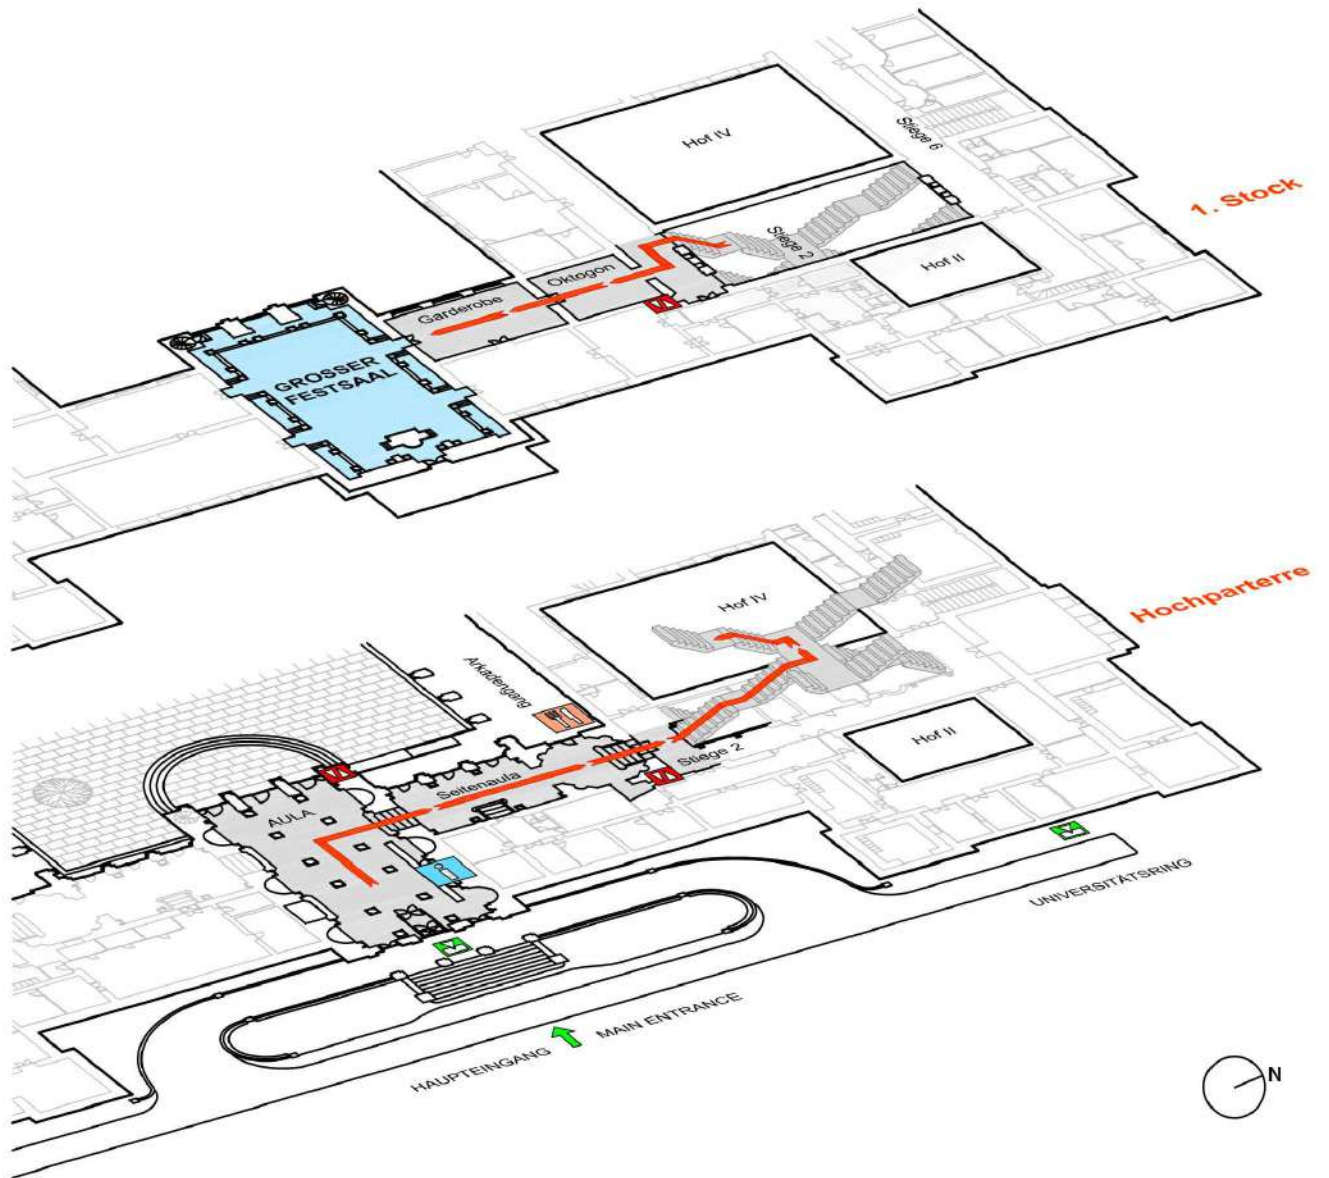 Hof IV
Stiege 6
1. Stock
Stiege 2
Hof II
Oktogon
Garderobe
GROSSER
FESTSAAL
Hochparterre
Hof IV
Arkadengang
Hof II
Stiege 2
Seitenaula
AULA
UNIVERSITÄTSRING
MAIN ENTRANCE
HAUPTEINGANG
N